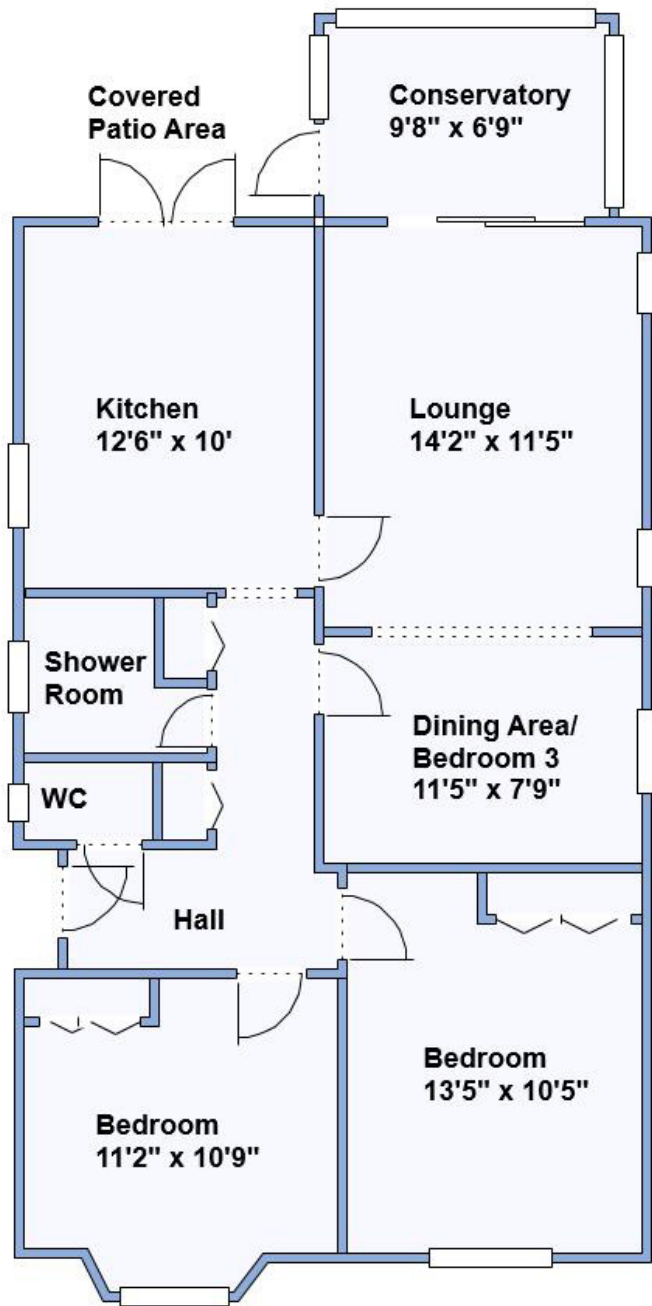 Covered
Patio Area
Conservatory
9'8" x 6'9"
Kitchen
12'6" x 10'
Lounge
14'2" x 11'5"
Shower
Room
Dining Area/
Bedroom 3
11'5" x 7'9"
WC
Hall
Bedroom
13'5" x 10'5"
Bedroom
11'2" x 10'9"